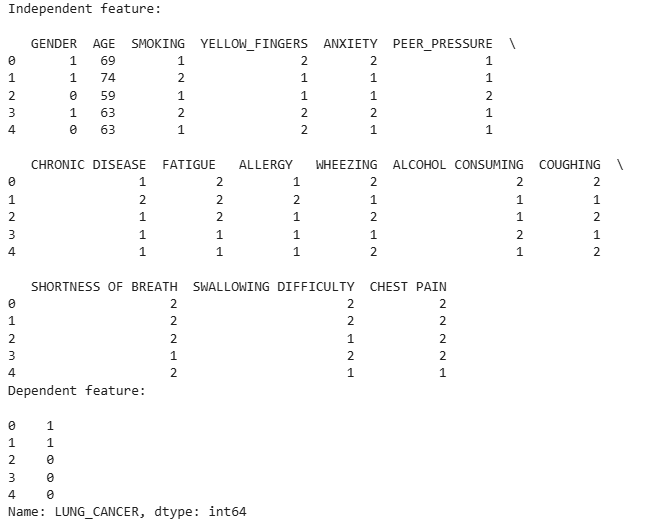 Independent feature:
GENDER AGE SMOKING YELLOW_FINGERS ANXIETY PEER_PRESSURE \
0 1 69 1 2 2 1
1 1 74 2 1 1 1
2 0 59 1 1 1 2
3 1 63 2 2 2 1
4 0 63 1 2 1 1
CHRONIC DISEASE FATIGUE ALLERGY WHEEZING ALCOHOL CONSUMING COUGHING \
0 1 2 1 2 2 2
1 2 2 2 1 1 1
2 1 2 1 2 1 2
3 1 1 1 1 2 1
4 1 1 1 2 1 2
SHORTNESS OF BREATH SWALLOWING DIFFICULTY CHEST PAIN
0 2 2 2
1 2 2 2
2 2 1 2
3 1 2 2
4 2 1 1
Dependent feature:
0 1
1 1
2 0
3 0
4 0
Name: LUNG_CANCER, dtype: int64